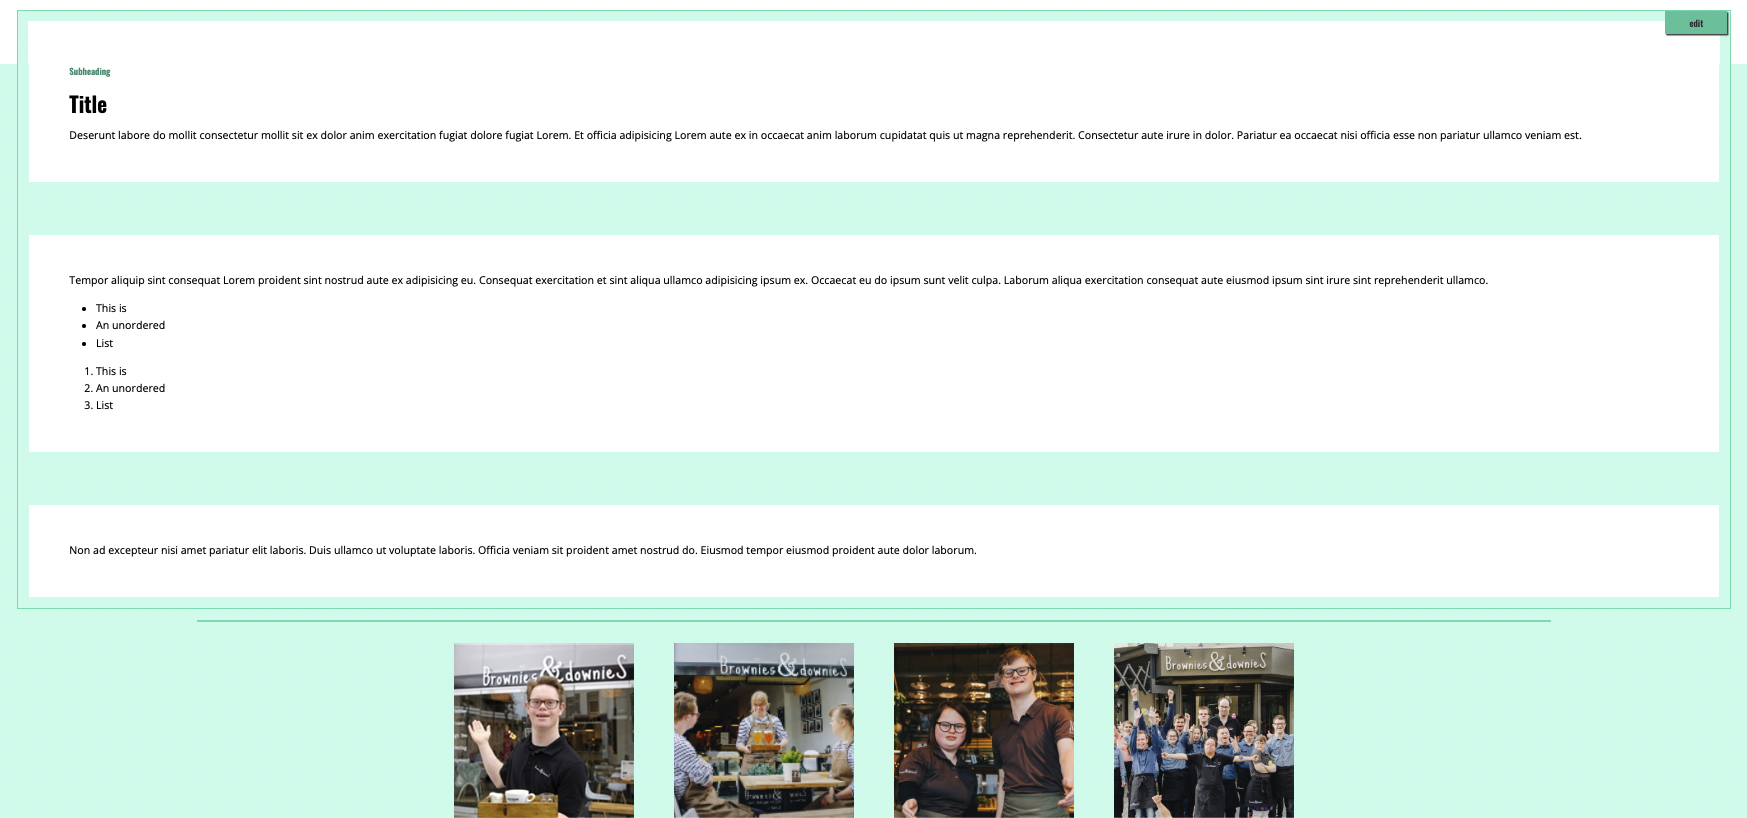 edit
Subheading
Title
Deserunt labore do mollit consectetur mollit sit ex dolor anim exercitation fugiat dolore fugiat Lorem. Et officia adipisicing Lorem aute ex in occaecat anim laborum cupidatat quis ut magna reprehenderit. Consectetur aute irure in dolor. Pariatur ea occaecat nisi officia esse non pariatur ullamco veniam est.
Tempor aliquip sint consequat Lorem proident sint nostrud aute ex adipisicing eu. Consequat exercitation et sint aliqua ullamco adipisicing ipsum ex. Occaecat eu do ipsum sunt velit culpa. Laborum aliqua exercitation consequat aute eiusmod ipsum sint irure sint reprehenderit ullamco.
• This is
• An unordered
• List
1. This is
2. An unordered
3. List
Non ad excepteur nisi amet pariatur elit laboris. Duis ullamco ut voluptate laboris. Officia veniam sit proident amet nostrud do. Eiusmod tempor eiusmod proident aute dolor laborum.
Brownies & downieS
Brownies & downieS
Brownies & downieS